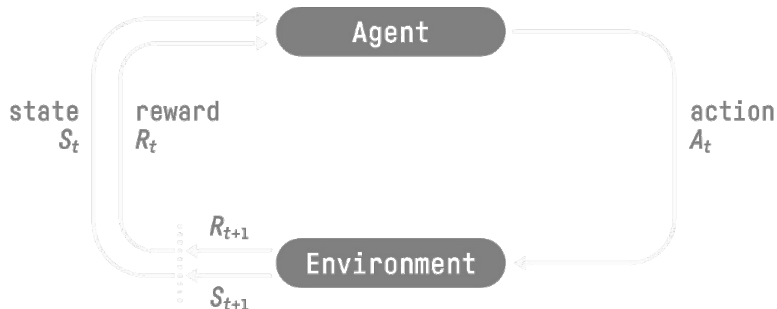 Agent
state
S_t
reward
R_t
action
A_t
R_{t+1}
Environment
S_{t+1}